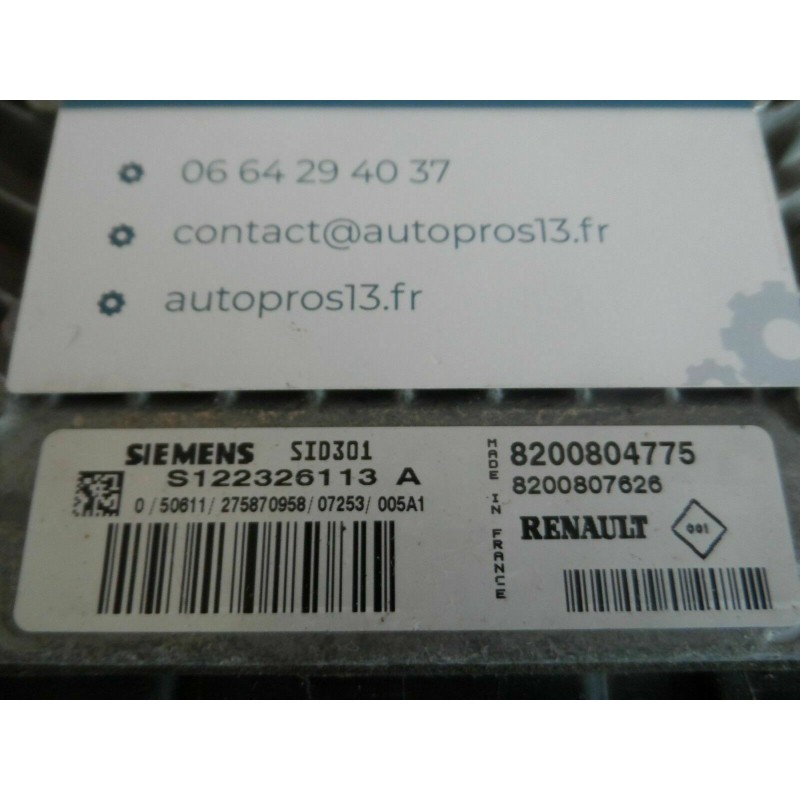 06 64 29 40 37
contact@autopros13.fr
autopros13.fr
SIEMENS SID301
S122326113 A
0/50611/275870958/07253/005A1
MADE IN FRANCE
8200804775
8200807626
RENAULT 001